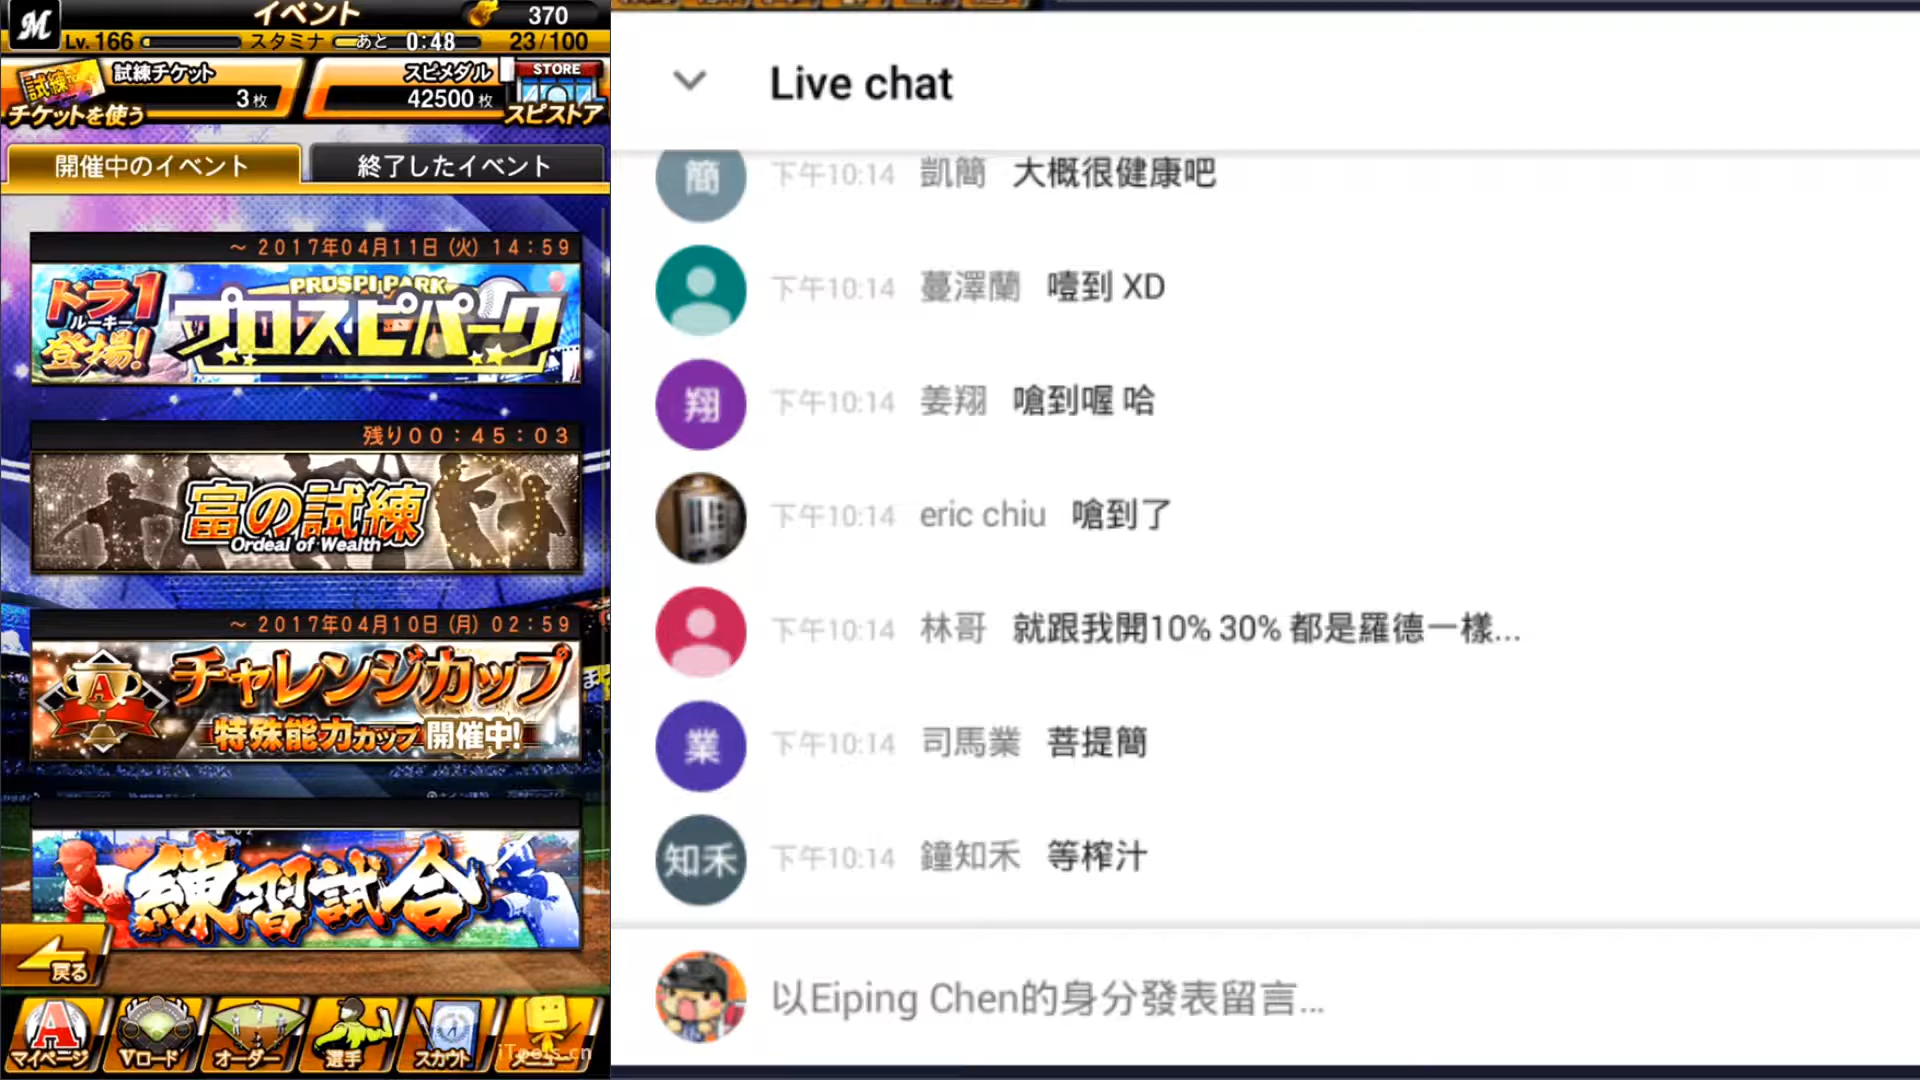 イベント
370
Lv.166
スタミナ
あと 0:48
23/100
試練
試練チケット
3枚
チケットを使う
スピメダル
42500枚
STORE
スピストア
開催中のイベント
終了したイベント
~ 2017年04月11日(火) 14:59
ドラ1
ルーキー
登場!
PROSPI PARK
プロスピパーク
残り00:45:03
富の試練
Ordeal of Wealth
~ 2017年04月10日(月) 02:59
A
チャレンジカップ
特殊能力カップ 開催中!
練習試合
戻る
マイページ
Vロード
オーダー
選手
スカウト
メニュー
iTools.cn
Live chat
簡 下午10:14 凱簡 大概很健康吧
下午10:14 蔓澤蘭 噎到 XD
翔 下午10:14 姜翔 嗆到喔 哈
下午10:14 eric chiu 嗆到了
下午10:14 林哥 就跟我開10% 30% 都是羅德一樣...
業 下午10:14 司馬業 菩提簡
知禾 下午10:14 鐘知禾 等榨汁
以Eiping Chen的身分發表留言...